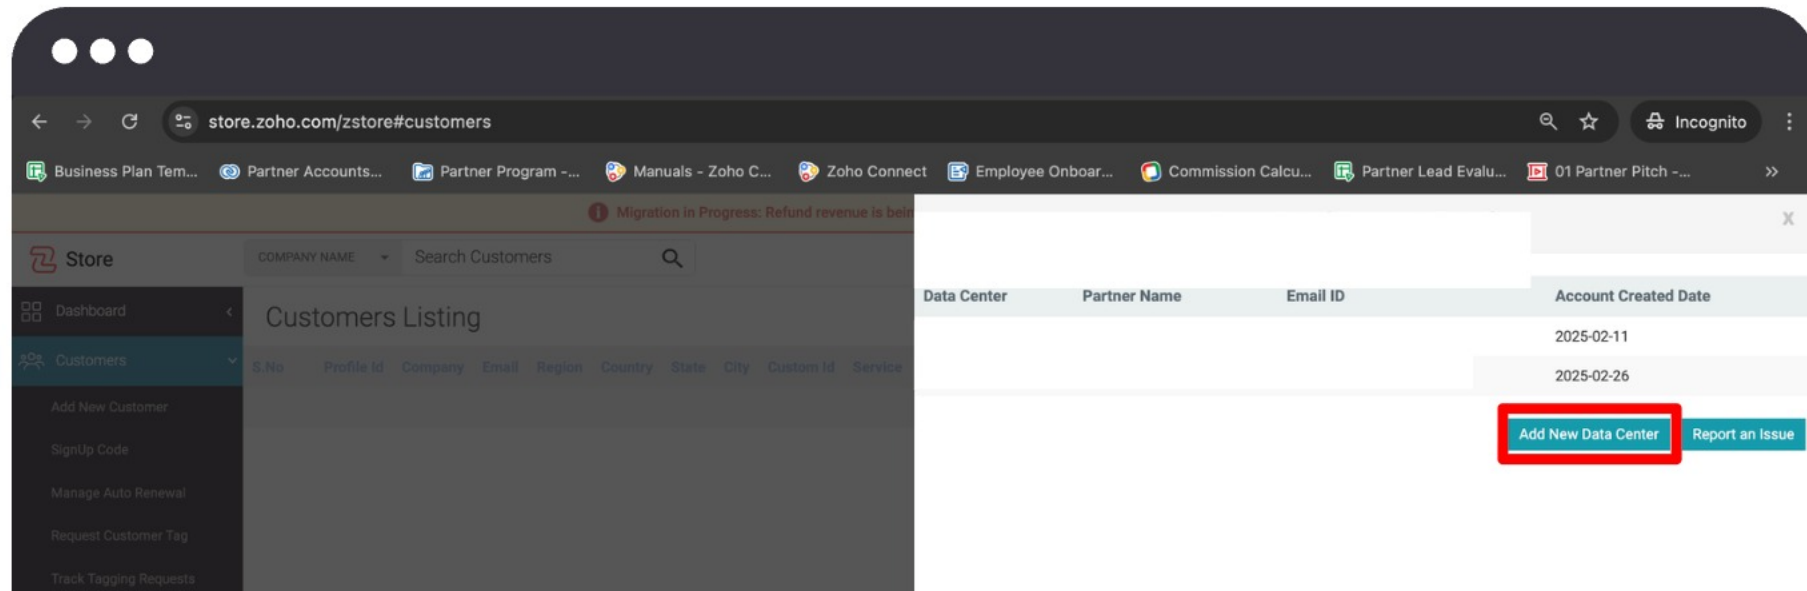 store.zoho.com/zstore#customers
Incognito
Business Plan Tem... Partner Accounts... Partner Program -... Manuals - Zoho C... Zoho Connect Employee Onboar... Commission Calcu... Partner Lead Evalu... 01 Partner Pitch -... >>
Migration in Progress: Refund revenue is bein
X
Store
COMPANY NAME
Search Customers
Dashboard
Customers
Add New Customer
SignUp Code
Manage Auto Renewal
Request Customer Tag
Track Tagging Requests
Customers Listing
S.No Profile Id Company Email Region Country State City Custom Id Service
Data Center Partner Name Email ID Account Created Date
2025-02-11
2025-02-26
Add New Data Center Report an Issue